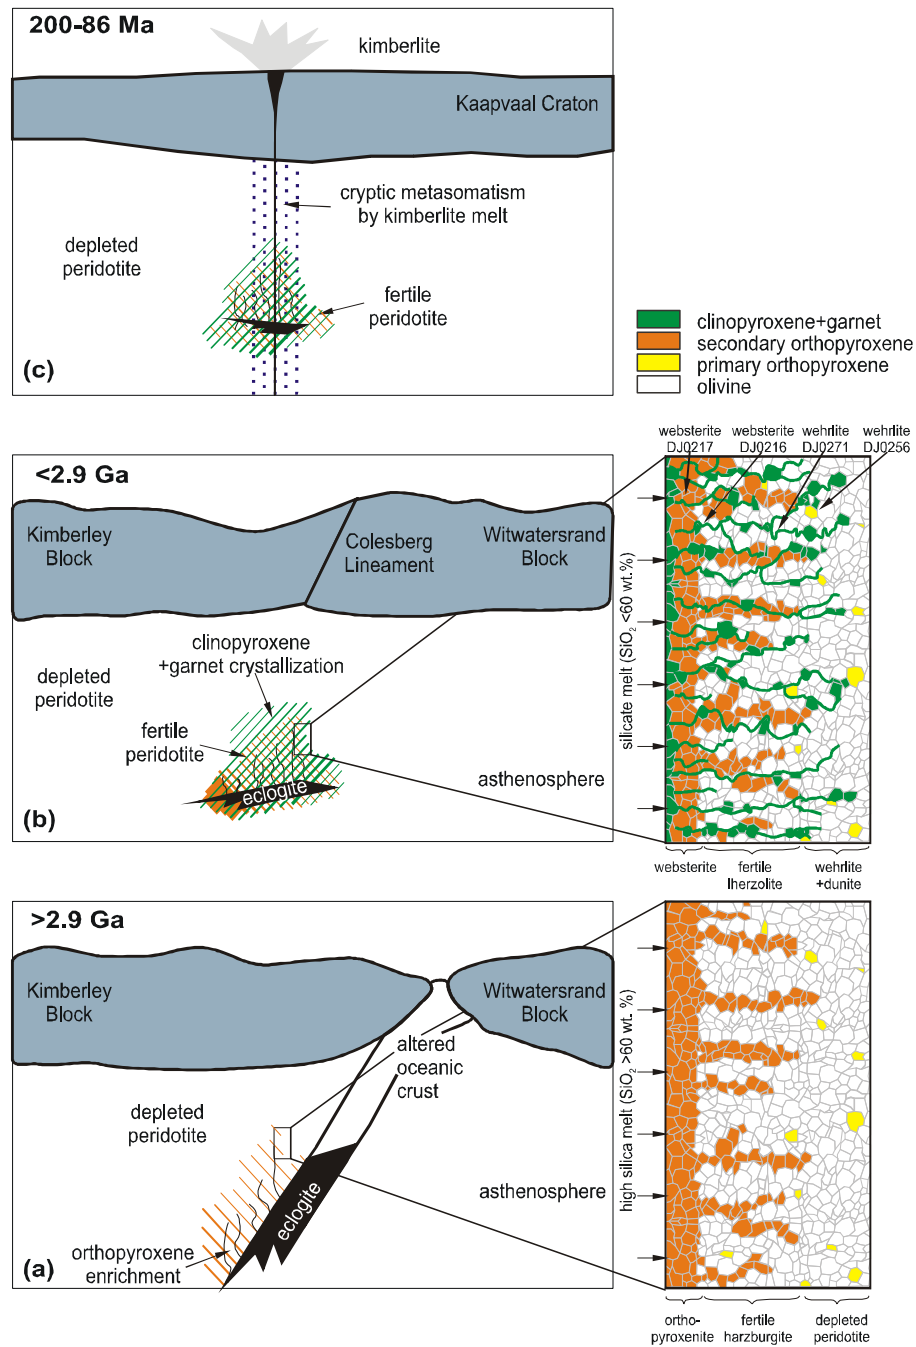 200-86 Ma
kimberlite
Kaapvaal Craton
cryptic metasomatism
by kimberlite melt
depleted
peridotite
fertile
peridotite
(c)
clinopyroxene+garnet
secondary orthopyroxene
primary orthopyroxene
olivine
<2.9 Ga
Kimberley
Block
Colesberg
Lineament
Witwatersrand
Block
clinopyroxene
+garnet crystallization
depleted
peridotite
fertile
peridotite
eclogite
asthenosphere
(b)
websterite
DJ0217
websterite
DJ0216
wehrlite
DJ0271
wehrlite
DJ0256
silicate melt (SiO₂ <60 wt.%)
websterite
fertile
lherzolite
wehrlite
+dunite
>2.9 Ga
Kimberley
Block
Witwatersrand
Block
altered
oceanic
crust
depleted
peridotite
eclogite
asthenosphere
orthopyroxene
enrichment
(a)
high silica melt (SiO₂ >60 wt. %)
ortho-
pyroxenite
fertile
harzburgite
depleted
peridotite